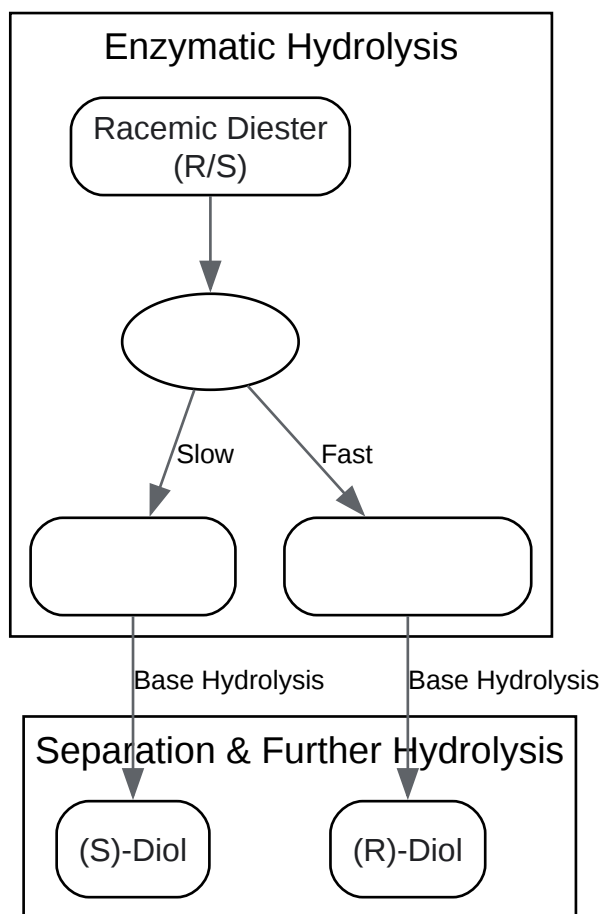 Enzymatic Hydrolysis
Racemic Diester
(R/S)
Slow
Fast
Base Hydrolysis
Base Hydrolysis
Separation & Further Hydrolysis
(S)-Diol
(R)-Diol